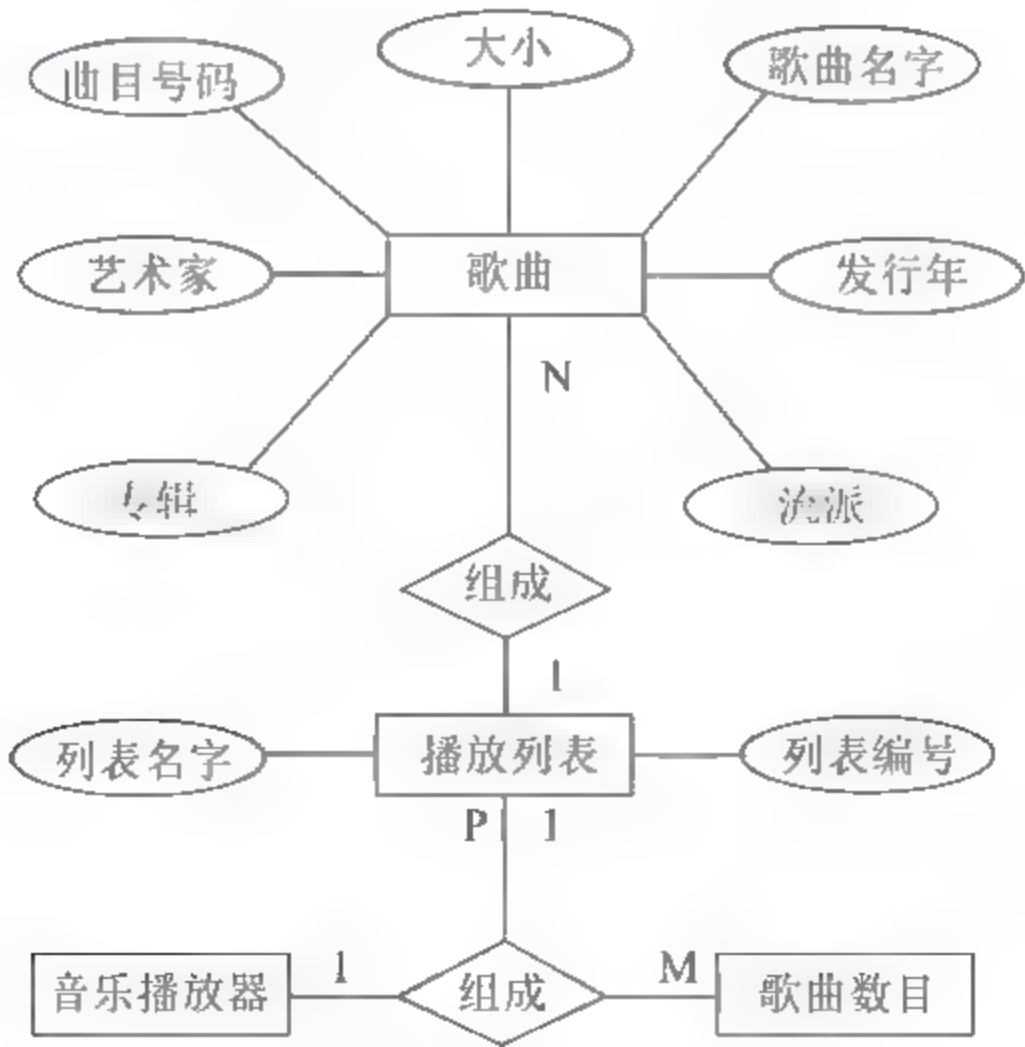 大小
曲目号码
歌曲名字
艺术家
歌曲
发行年
N
专辑
流派
组成
1
列表名字
播放列表
列表编号
P 1
音乐播放器
1
组成
M
歌曲数目